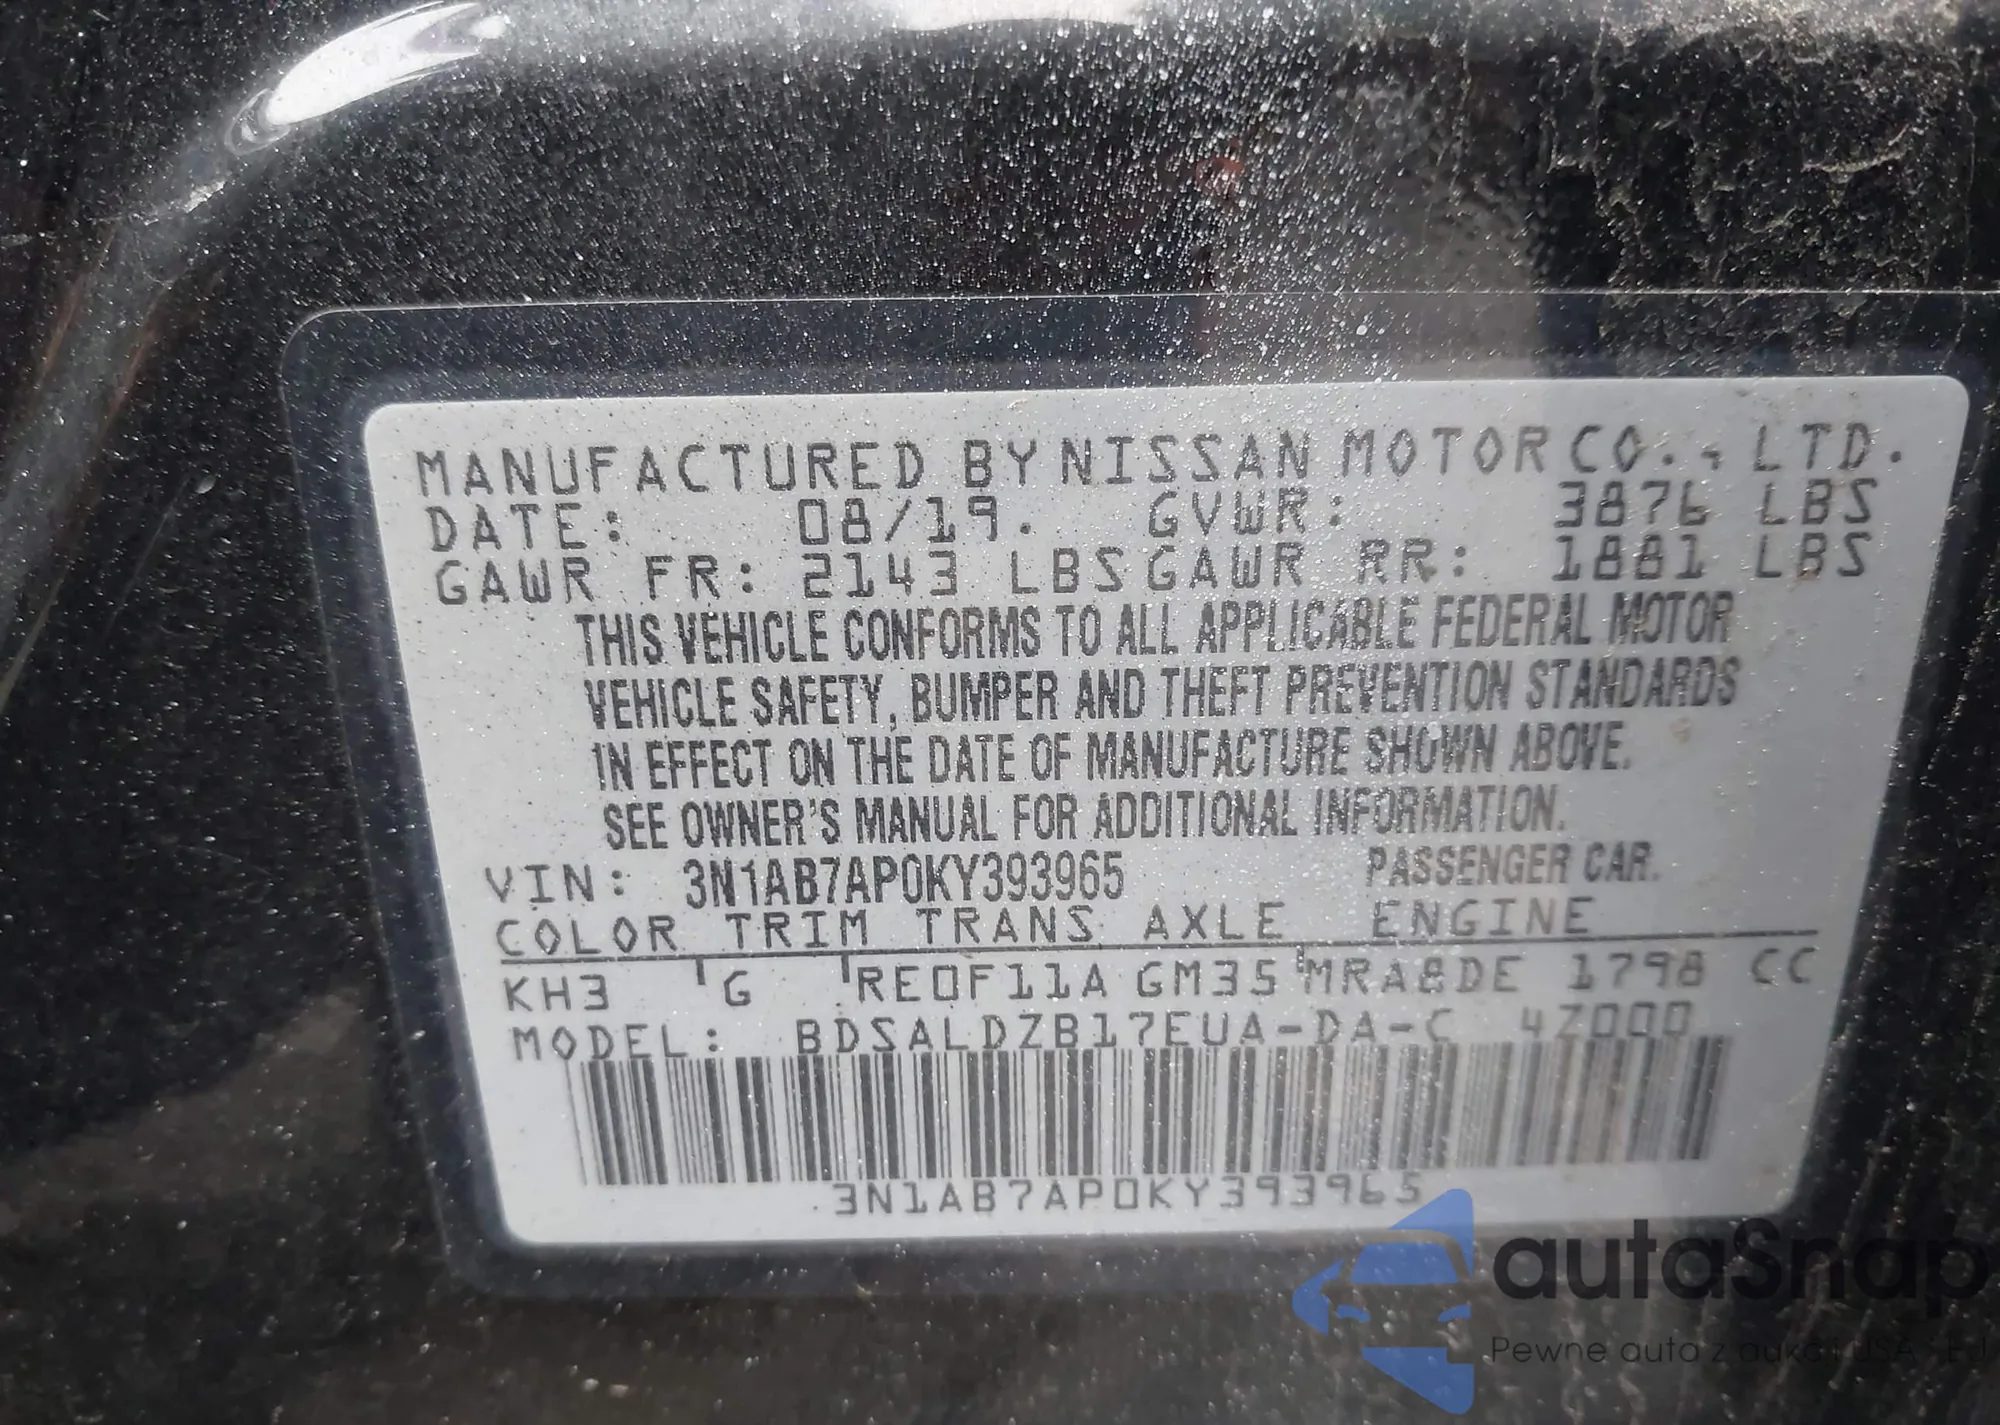 MANUFACTURED BY NISSAN MOTOR CO., LTD.
DATE: 08/19. GVWR: 3876 LBS
GAWR FR: 2143 LBS GAWR RR: 1881 LBS
THIS VEHICLE CONFORMS TO ALL APPLICABLE FEDERAL MOTOR
VEHICLE SAFETY, BUMPER AND THEFT PREVENTION STANDARDS
IN EFFECT ON THE DATE OF MANUFACTURE SHOWN ABOVE.
SEE OWNER'S MANUAL FOR ADDITIONAL INFORMATION.
VIN: 3N1AB7AP0KY393965 PASSENGER CAR.
COLOR TRIM TRANS AXLE ENGINE
KH3 G RE0F11A GM35 MRA8DE 1798 CC
MODEL: BDSALDZB17EUA-DA-C 4Z000
3N1AB7AP0KY393965
autaSnap
Pewne auta z aukcji USA